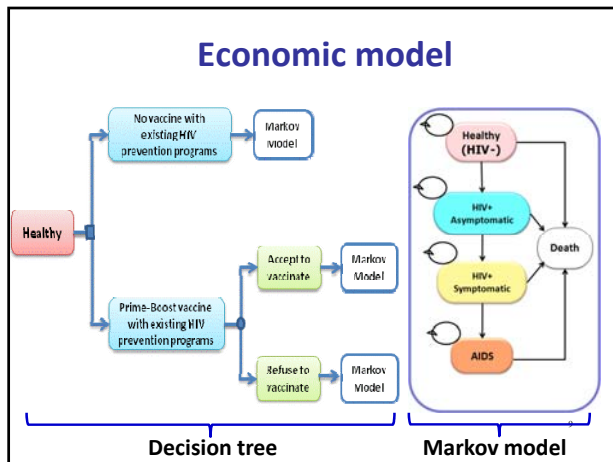 Economic model
No vaccine with
existing HIV
prevention programs
Markov
Model
Healthy
Prime-Boost vaccine
with existing HIV
prevention programs
Accept to
vaccinate
Markov
Model
Refuse to
vaccinate
Markov
Model
Decision tree
Healthy
(HIV-)
HIV+
Asymptomatic
Death
HIV+
Symptomatic
AIDS
9
Markov model